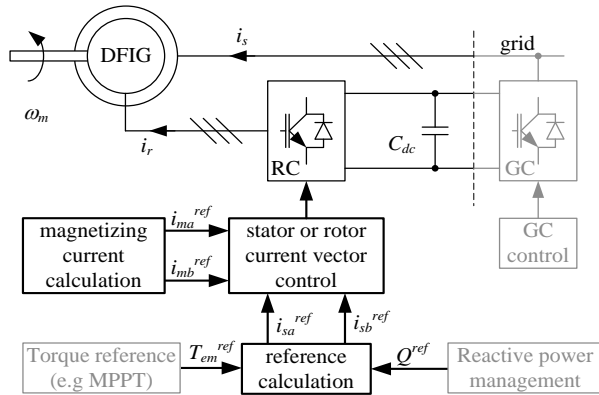 DFIG
i_s
grid
ω_m
i_r
RC
C_dc
GC
magnetizing
current
calculation
i_ma^ref
i_mb^ref
stator or rotor
current vector
control
GC
control
i_sa^ref
i_sb^ref
Torque reference
(e.g MPPT)
T_em^ref
reference
calculation
Q^ref
Reactive power
management